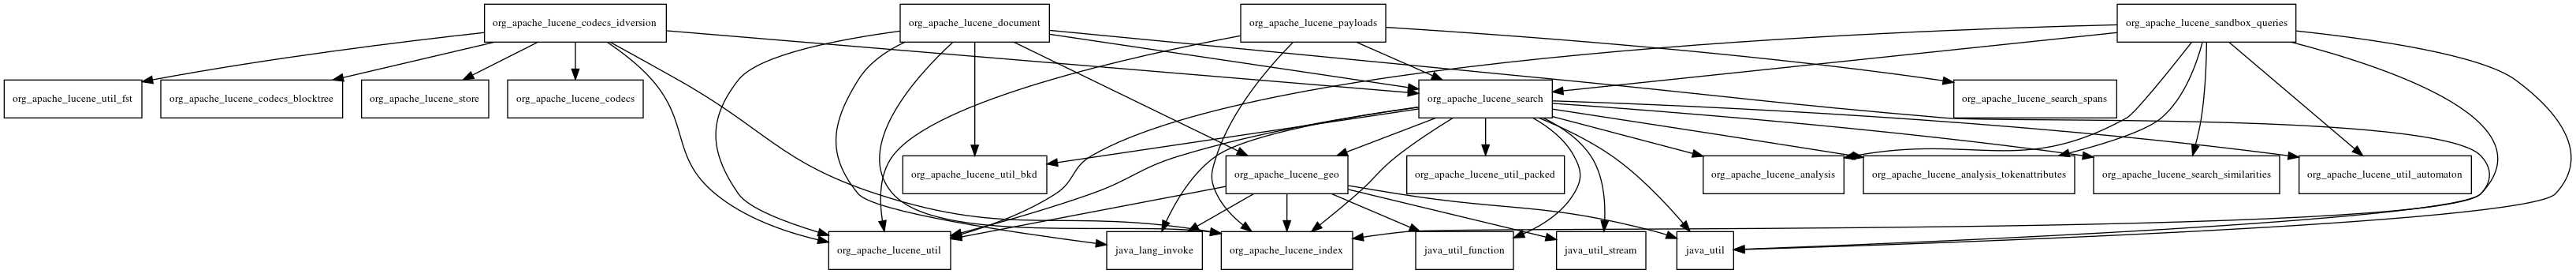 org_apache_lucene_codecs_idversion
org_apache_lucene_document
org_apache_lucene_payloads
org_apache_lucene_sandbox_queries
org_apache_lucene_util_fst
org_apache_lucene_codecs_blocktree
org_apache_lucene_store
org_apache_lucene_codecs
org_apache_lucene_search
org_apache_lucene_search_spans
org_apache_lucene_util_bkd
org_apache_lucene_geo
org_apache_lucene_util_packed
org_apache_lucene_analysis
org_apache_lucene_analysis_tokenattributes
org_apache_lucene_search_similarities
org_apache_lucene_util_automaton
org_apache_lucene_util
java_lang_invoke
org_apache_lucene_index
java_util_function
java_util_stream
java_util